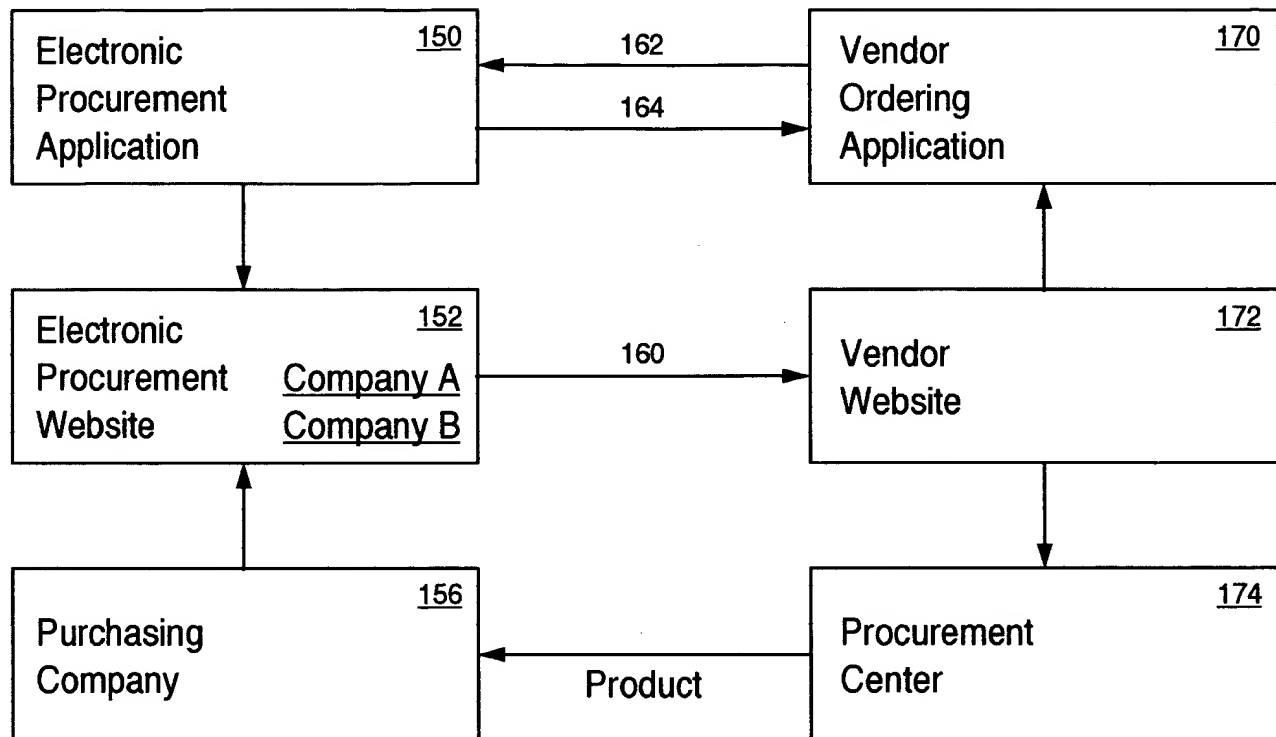 150
Electronic
Procurement
Application
162
164
170
Vendor
Ordering
Application
152
Electronic
Procurement Company A
Website Company B
160
172
Vendor
Website
156
Purchasing
Company
Product
174
Procurement
Center